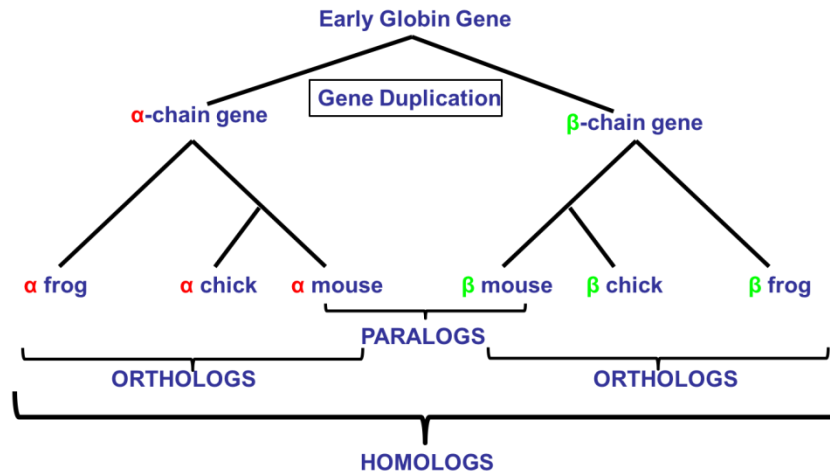 Early Globin Gene
Gene Duplication
α-chain gene
β-chain gene
α frog
α chick
α mouse
β mouse
β chick
β frog
PARALOGS
ORTHOLOGS
ORTHOLOGS
HOMOLOGS